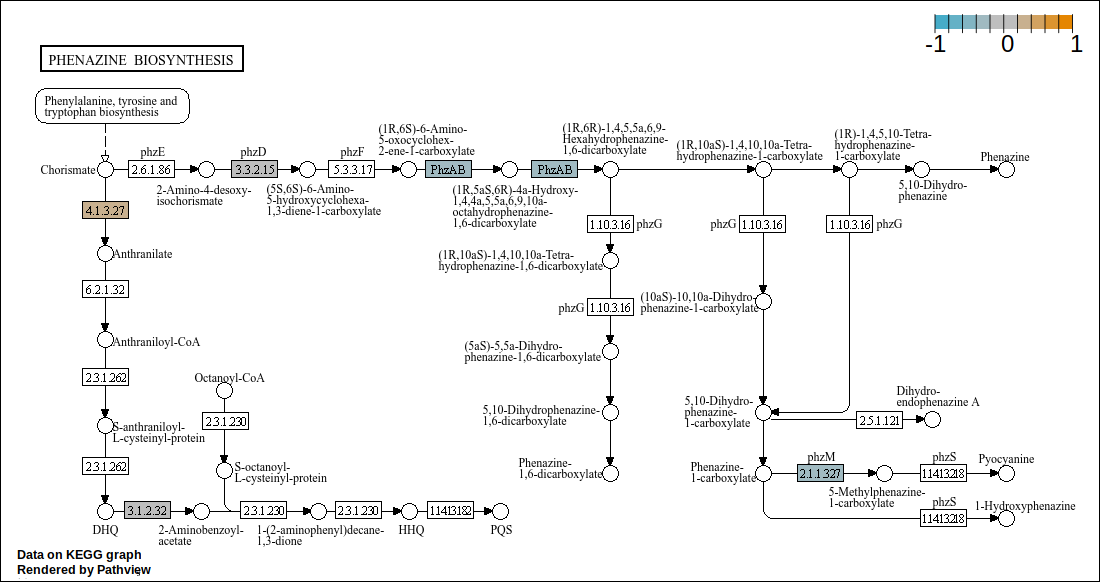 -1 0 1
PHENAZINE BIOSYNTHESIS
Phenylalanine, tyrosine and
tryptophan biosynthesis
Chorismate
phzE
2.6.1.86
2-Amino-4-desoxy-
isochorismate
phzD
3.3.2.15
(5S,6S)-6-Amino-
5-hydroxycyclohexa-
1,3-diene-1-carboxylate
phzF
5.3.3.17
(1R,6S)-6-Amino-
5-oxocyclohex-
2-ene-1-carboxylate
PhzAB
(1R,5aS,6R)-4a-Hydroxy-
1,4,4a,5,5a,6,9,10a-
octahydrophenazine-
1,6-dicarboxylate
PhzAB
(1R,6R)-1,4,5,5a,6,9-
Hexahydrophenazine-
1,6-dicarboxylate
(1R,10aS)-1,4,10,10a-Tetra-
hydrophenazine-1-carboxylate
(1R)-1,4,5,10-Tetra-
hydrophenazine-
1-carboxylate
5,10-Dihydro-
phenazine
Phenazine
4.1.3.27
Anthranilate
6.2.1.32
Anthraniloyl-CoA
2.3.1.262
S-anthraniloyl-
L-cysteinyl-protein
2.3.1.262
DHQ
3.1.2.32
2-Aminobenzoyl-
acetate
Octanoyl-CoA
2.3.1.230
S-octanoyl-
L-cysteinyl-protein
2.3.1.230
1-(2-aminophenyl)decane-
1,3-dione
2.3.1.230
HHQ
1.14.13.182
PQS
1.10.3.16 phzG
(1R,10aS)-1,4,10,10a-Tetra-
hydrophenazine-1,6-dicarboxylate
phzG 1.10.3.16
(5aS)-5,5a-Dihydro-
phenazine-1,6-dicarboxylate
5,10-Dihydrophenazine-
1,6-dicarboxylate
Phenazine-
1,6-dicarboxylate
phzG 1.10.3.16
1.10.3.16 phzG
(10aS)-10,10a-Dihydro-
phenazine-1-carboxylate
5,10-Dihydro-
phenazine-
1-carboxylate
2.5.1.121
Dihydro-
endophenazine A
Phenazine-
1-carboxylate
phzM
2.1.1.327
5-Methylphenazine-
1-carboxylate
phzS
1.14.13.218
Pyocyanine
phzS
1.14.13.218
1-Hydroxyphenazine
Data on KEGG graph
Rendered by Pathview